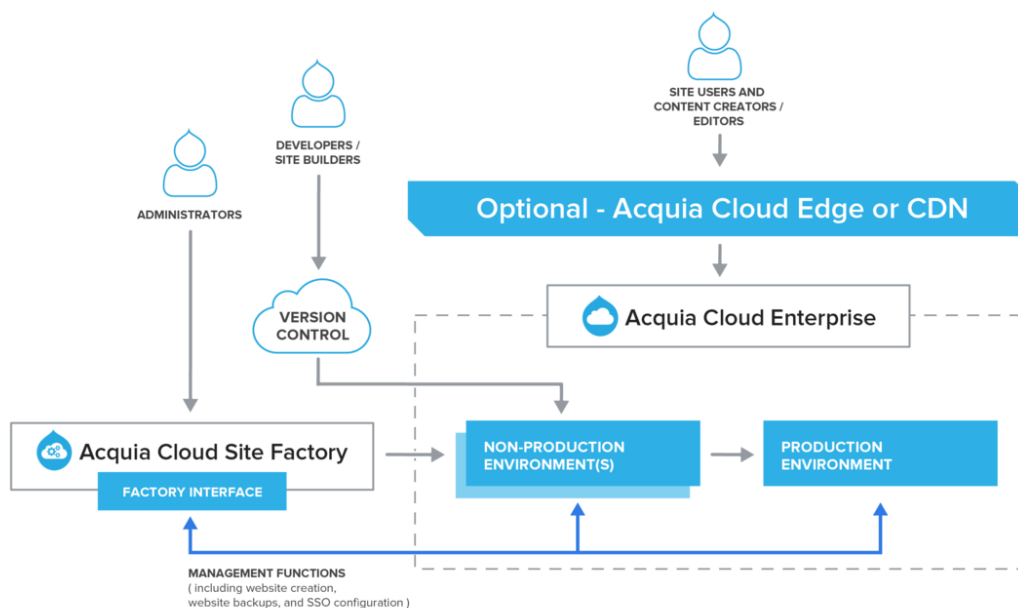 SITE USERS AND
CONTENT CREATORS /
EDITORS
DEVELOPERS /
SITE BUILDERS
ADMINISTRATORS
Optional - Acquia Cloud Edge or CDN
VERSION
CONTROL
Acquia Cloud Enterprise
Acquia Cloud Site Factory
FACTORY INTERFACE
NON-PRODUCTION
ENVIRONMENT(S)
PRODUCTION
ENVIRONMENT
MANAGEMENT FUNCTIONS
( including website creation,
website backups, and SSO configuration )